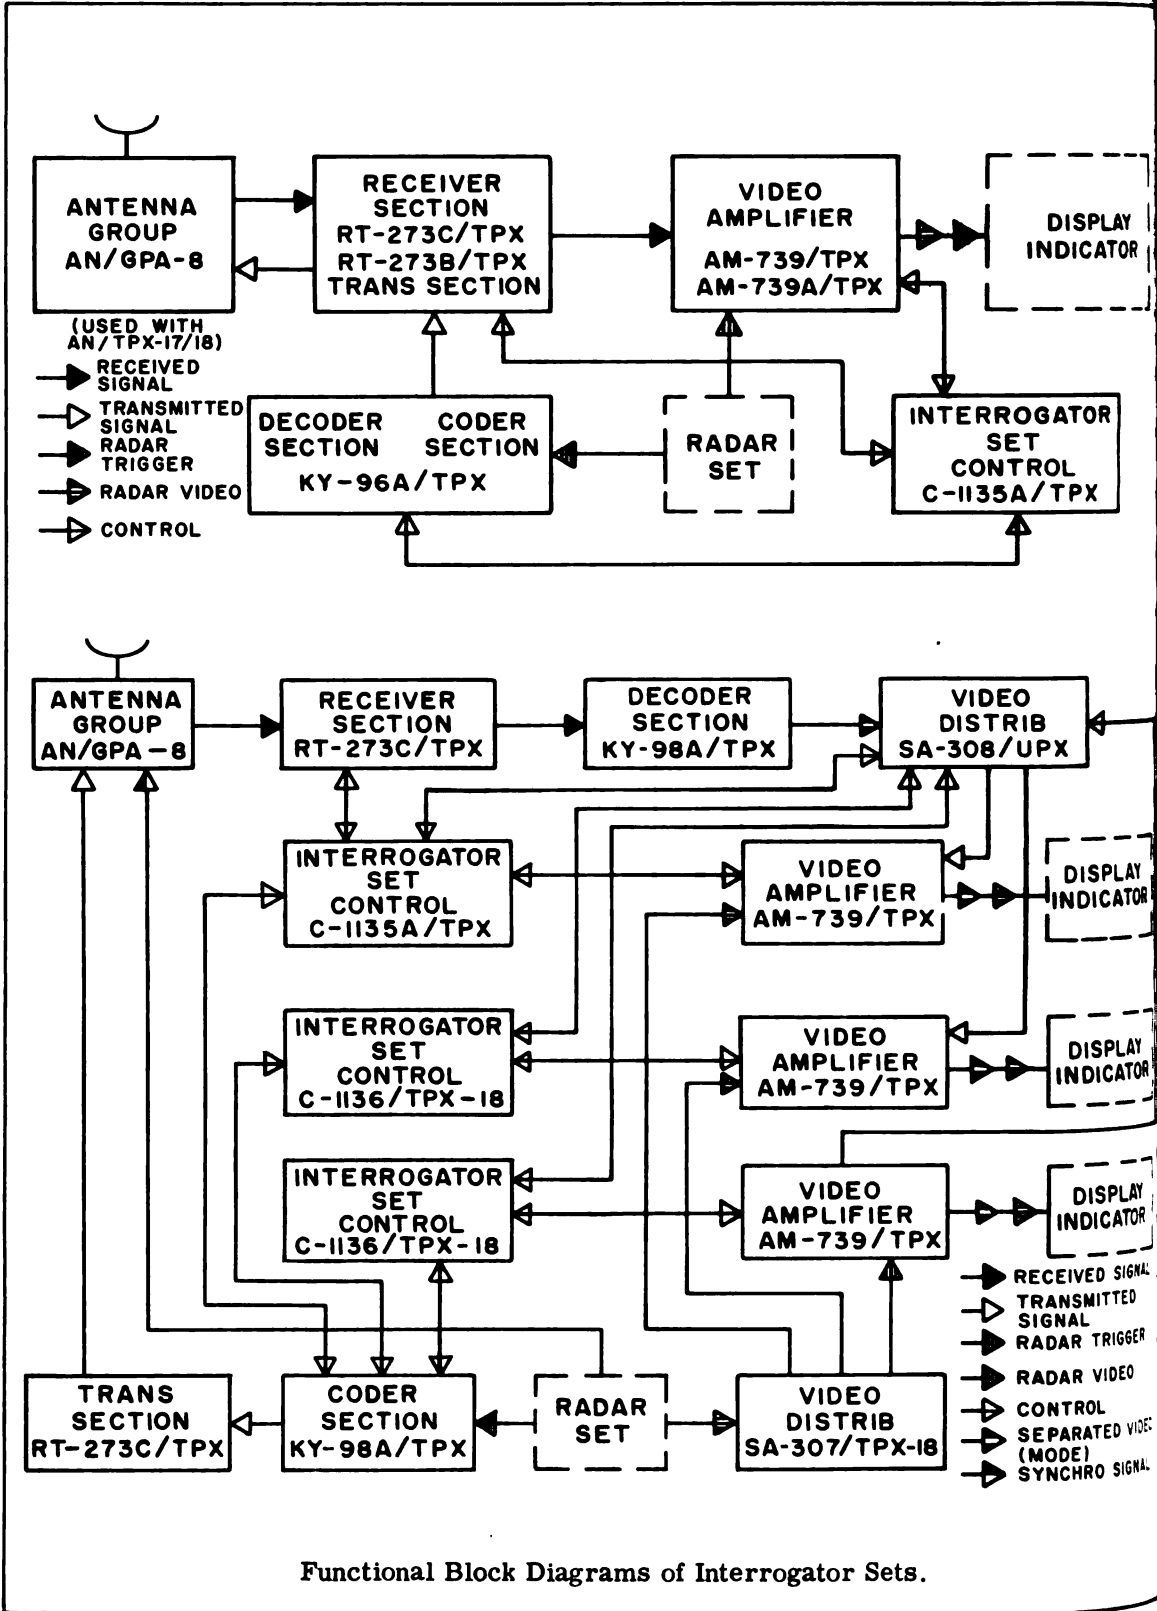 ANTENNA
GROUP
AN/GPA-8
RECEIVER
SECTION
RT-273C/TPX
RT-273B/TPX
TRANS SECTION
VIDEO
AMPLIFIER
AM-739/TPX
AM-739A/TPX
DISPLAY
INDICATOR
(USED WITH
AN/TPX-17/18)
RECEIVED
SIGNAL
TRANSMITTED
SIGNAL
RADAR
TRIGGER
RADAR VIDEO
CONTROL
DECODER
SECTION
CODER
SECTION
KY-96A/TPX
RADAR
SET
INTERROGATOR
SET
CONTROL
C-1135A/TPX
ANTENNA
GROUP
AN/GPA-8
RECEIVER
SECTION
RT-273C/TPX
DECODER
SECTION
KY-98A/TPX
VIDEO
DISTRIB
SA-308/UPX
INTERROGATOR
SET
CONTROL
C-1135A/TPX
VIDEO
AMPLIFIER
AM-739/TPX
DISPLAY
INDICATOR
INTERROGATOR
SET
CONTROL
C-1136/TPX-18
VIDEO
AMPLIFIER
AM-739/TPX
DISPLAY
INDICATOR
INTERROGATOR
SET
CONTROL
C-1136/TPX-18
VIDEO
AMPLIFIER
AM-739/TPX
DISPLAY
INDICATOR
TRANS
SECTION
RT-273C/TPX
CODER
SECTION
KY-98A/TPX
RADAR
SET
VIDEO
DISTRIB
SA-307/TPX-18
RECEIVED SIGNAL
TRANSMITTED
SIGNAL
RADAR TRIGGER
RADAR VIDEO
CONTROL
SEPARATED VIDEO
(MODE)
SYNCHRO SIGNAL
Functional Block Diagrams of Interrogator Sets.